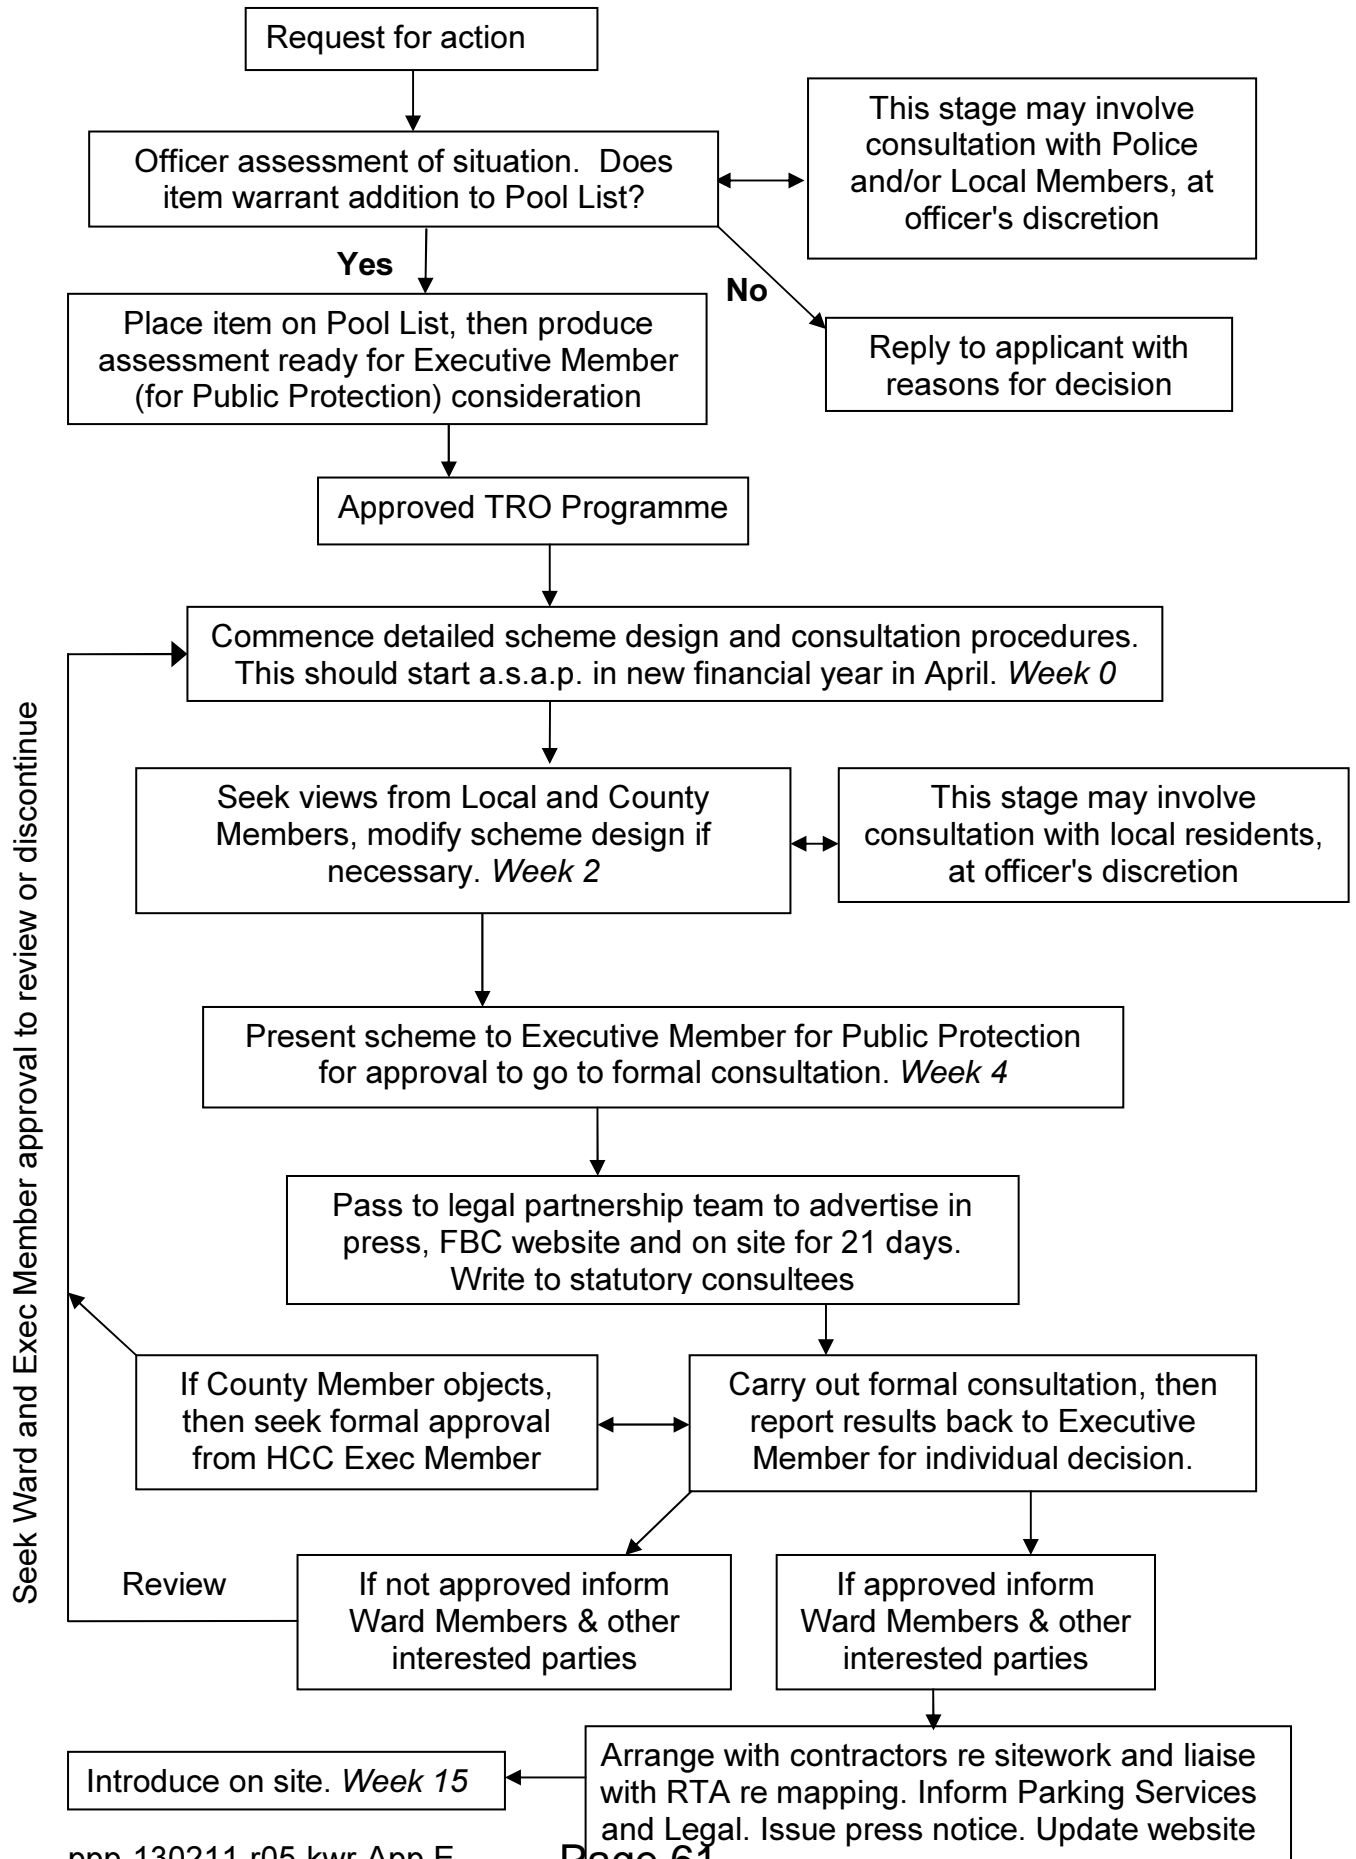 Request for action
This stage may involve
consultation with Police
and/or Local Members, at
officer's discretion
Officer assessment of situation.  Does
item warrant addition to Pool List?
Yes
No
Place item on Pool List, then produce
assessment ready for Executive Member
(for Public Protection) consideration
Reply to applicant with
reasons for decision
Approved TRO Programme
Commence detailed scheme design and consultation procedures.
This should start a.s.a.p. in new financial year in April. Week 0
Seek views from Local and County
Members, modify scheme design if
necessary. Week 2
This stage may involve
consultation with local residents,
at officer's discretion
Seek Ward and Exec Member approval to review or discontinue
Present scheme to Executive Member for Public Protection
for approval to go to formal consultation. Week 4
Pass to legal partnership team to advertise in
press, FBC website and on site for 21 days.
Write to statutory consultees
If County Member objects,
then seek formal approval
from HCC Exec Member
Carry out formal consultation, then
report results back to Executive
Member for individual decision.
Review
If not approved inform
Ward Members & other
interested parties
If approved inform
Ward Members & other
interested parties
Introduce on site. Week 15
Arrange with contractors re sitework and liaise
with RTA re mapping. Inform Parking Services
and Legal. Issue press notice. Update website
ppp-130211-r05-kwr-App E
Page 61